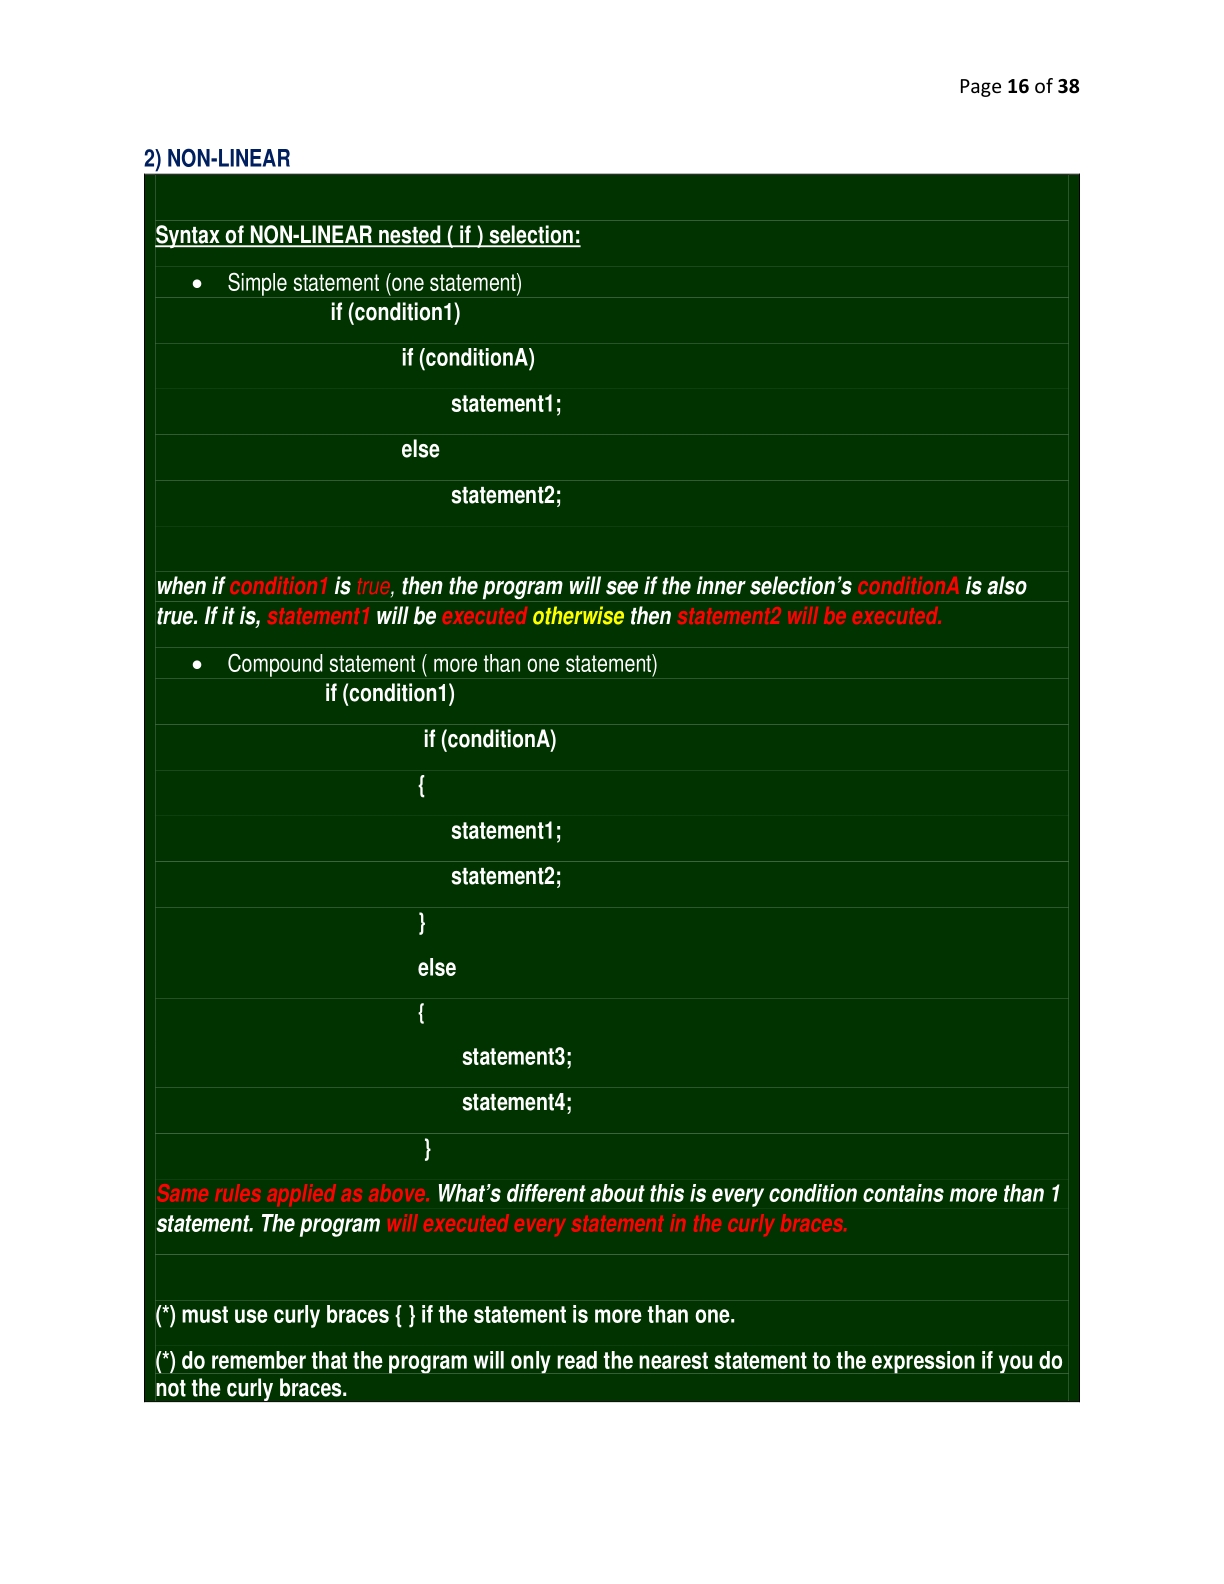 Page 16 of 38
2) NON-LINEAR
Syntax of NON-LINEAR nested ( if ) selection:
• Simple statement (one statement)
if (condition1)
if (conditionA)
statement1;
else
statement2;
when if condition1 is true, then the program will see if the inner selection’s conditionA is also
true. If it is, statement1 will be executed otherwise then statement2 will be executed.
• Compound statement ( more than one statement)
if (condition1)
if (conditionA)
{
statement1;
statement2;
}
else
{
statement3;
statement4;
}
Same rules applied as above. What’s different about this is every condition contains more than 1
statement. The program will executed every statement in the curly braces.
(*) must use curly braces { } if the statement is more than one.
(*) do remember that the program will only read the nearest statement to the expression if you do
not the curly braces.